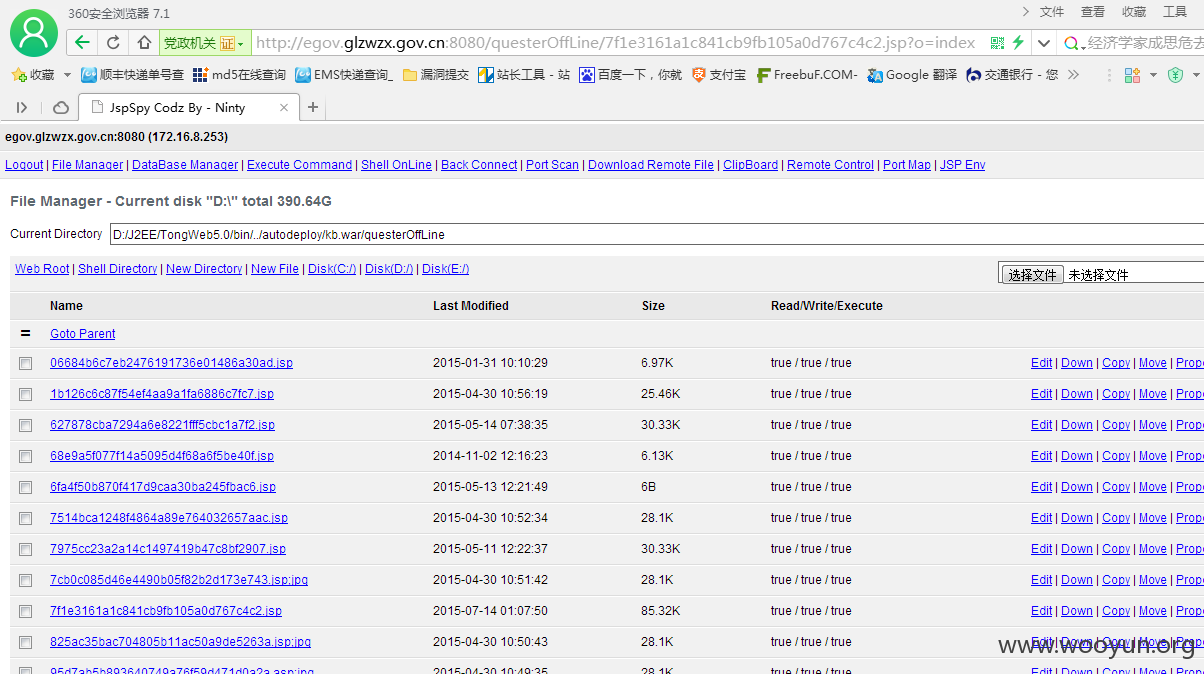 360安全浏览器 7.1
文件 查看 收藏 工具
党政机关 证 http://egov.glzwzx.gov.cn:8080/questerOffLine/7f1e3161a1c841cb9fb105a0d767c4c2.jsp?o=index 经济学家成思危去
收藏 顺丰快递单号查 md5在线查询 EMS快递查询_ 漏洞提交 站长工具 - 站 百度一下，你就 支付宝 FreebuF.COM- Google 翻译 交通银行 - 您
JspSpy Codz By - Ninty
egov.glzwzx.gov.cn:8080 (172.16.8.253)
Logout | File Manager | DataBase Manager | Execute Command | Shell OnLine | Back Connect | Port Scan | Download Remote File | ClipBoard | Remote Control | Port Map | JSP Env
File Manager - Current disk "D:\" total 390.64G
Current Directory D:/J2EE/TongWeb5.0/bin/../autodeploy/kb.war/questerOffLine
Web Root | Shell Directory | New Directory | New File | Disk(C:/) | Disk(D:/) | Disk(E:/) 选择文件 未选择文件
Name Last Modified Size Read/Write/Execute
= Goto Parent
06684b6c7eb2476191736e01486a30ad.jsp 2015-01-31 10:10:29 6.97K true / true / true Edit | Down | Copy | Move | Prope
1b126c6c87f54ef4aa9a1fa6886c7fc7.jsp 2015-04-30 10:56:19 25.46K true / true / true Edit | Down | Copy | Move | Prope
627878cba7294a6e8221fff5cbc1a7f2.jsp 2015-05-14 07:38:35 30.33K true / true / true Edit | Down | Copy | Move | Prope
68e9a5f077f14a5095d4f68a6f5be40f.jsp 2014-11-02 12:16:23 6.13K true / true / true Edit | Down | Copy | Move | Prope
6fa4f50b870f417d9caa30ba245fbac6.jsp 2015-05-13 12:21:49 6B true / true / true Edit | Down | Copy | Move | Prope
7514bca1248f4864a89e764032657aac.jsp 2015-04-30 10:52:34 28.1K true / true / true Edit | Down | Copy | Move | Prope
7975cc23a2a14c1497419b47c8bf2907.jsp 2015-05-11 12:22:37 30.33K true / true / true Edit | Down | Copy | Move | Prope
7cb0c085d46e4490b05f82b2d173e743.jsp;jpg 2015-04-30 10:51:42 28.1K true / true / true Edit | Down | Copy | Move | Prope
7f1e3161a1c841cb9fb105a0d767c4c2.jsp 2015-07-14 01:07:50 85.32K true / true / true Edit | Down | Copy | Move | Prope
825ac35bac704805b11ac50a9de5263a.jsp;jpg 2015-04-30 10:50:43 28.1K true / true / true Edit | Down | Copy | Move | Prope
www.wooyun.org
95d7ab5b893640749a76f59d471d0a2a.asp;jpg 2015-04-30 10:49:35 28.1K true / true / true Edit | Down | Copy | Move | Prope